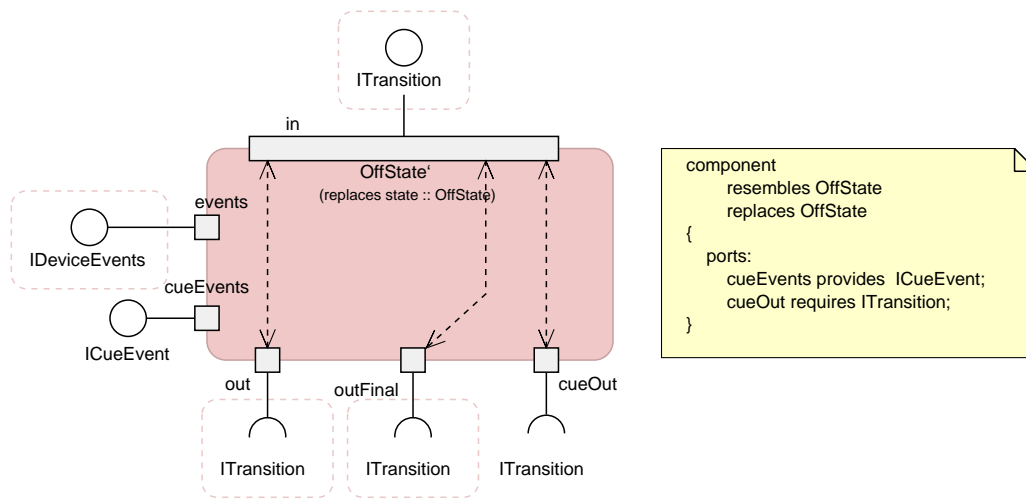 ITransition
in
OffState‘
(replaces state :: OffState)
events
IDeviceEvents
cueEvents
ICueEvent
out
outFinal
cueOut
ITransition
ITransition
ITransition
component
resembles OffState
replaces OffState
{
ports:
cueEvents provides  ICueEvent;
cueOut requires ITransition;
}